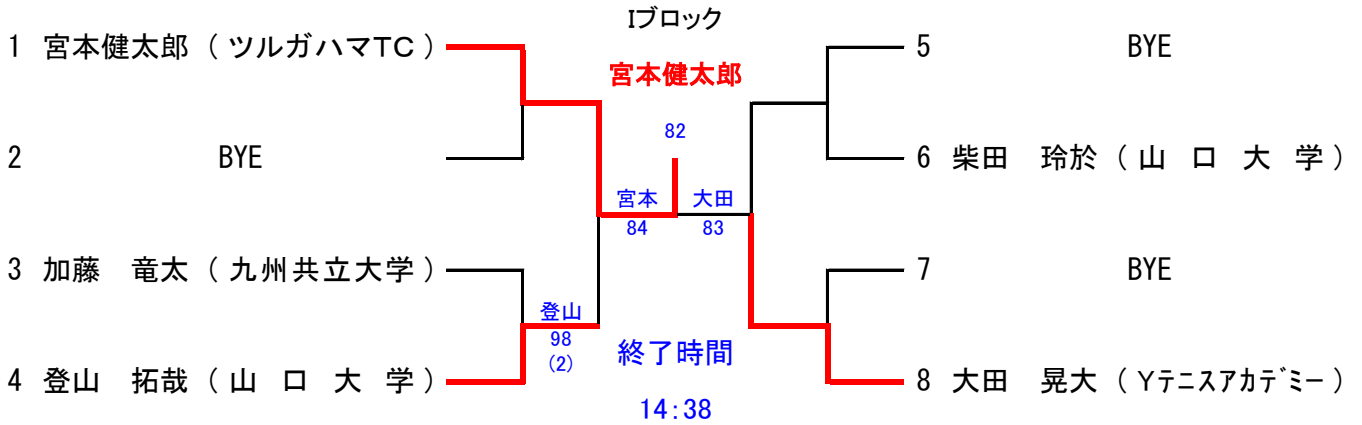 Iブロック
1 宮本健太郎 ( ツルガハマTC )
5 BYE
宮本健太郎
82
2 BYE
6 柴田 玲於 ( 山 口 大 学 )
宮本 大田
84 83
3 加藤 竜太 ( 九州共立大学 )
7 BYE
登山
98
(2)
終了時間
4 登山 拓哉 ( 山 口 大 学 )
8 大田 晃大 ( Yテニスアカデミー )
14:38